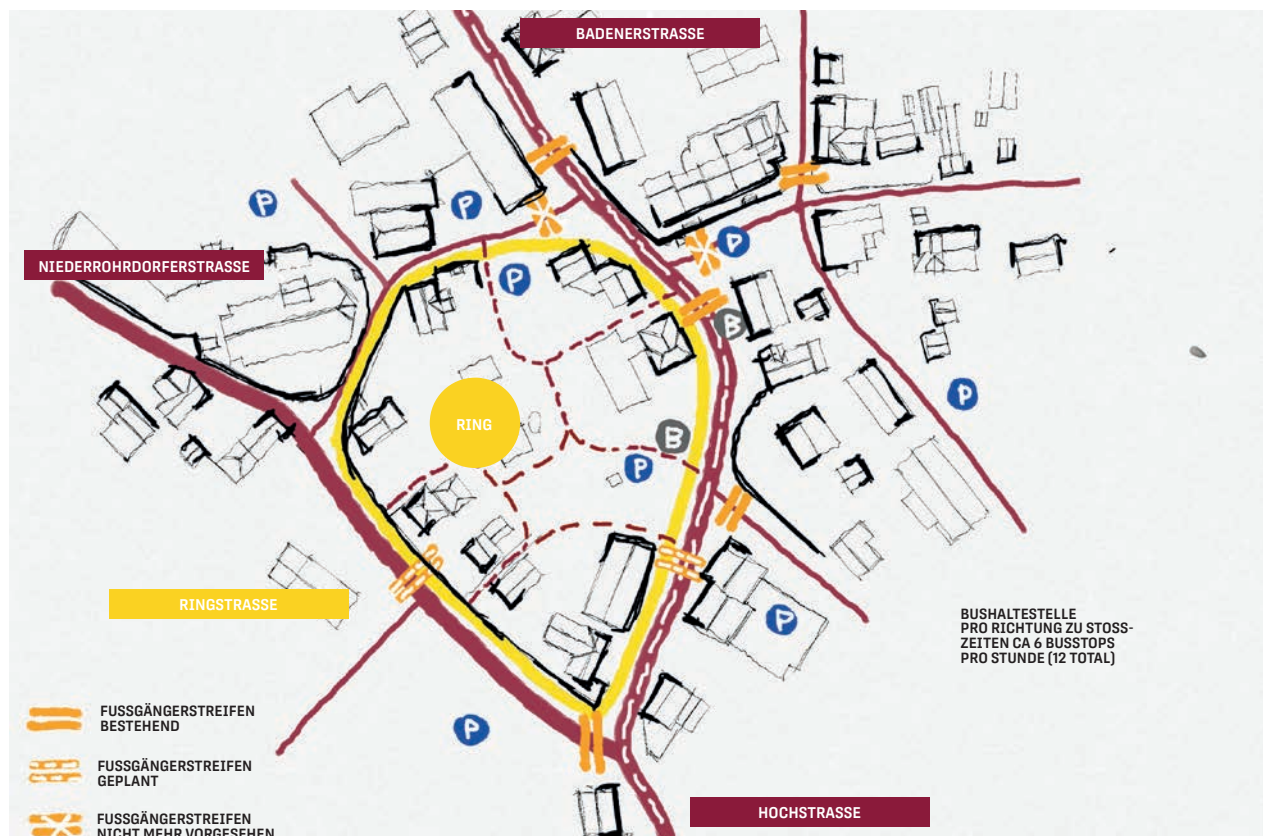 BADENERSTRASSE
P
P
P
NIEDERROHRDORFERSTRASSE
P
B
P
RING
B
P
RINGSTRASSE
BUSHALTESTELLE
PRO RICHTUNG ZU STOSS-
ZEITEN CA 6 BUSSTOPS
PRO STUNDE (12 TOTAL)
P
FUSSGÄNGERSTREIFEN
BESTEHEND
P
FUSSGÄNGERSTREIFEN
GEPLANT
HOCHSTRASSE
FUSSGÄNGERSTREIFEN
NICHT MEHR VORGESEHEN